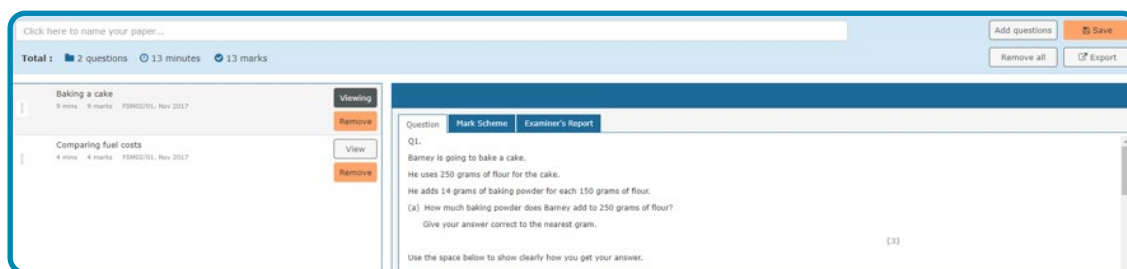 Click here to name your paper...
Add questions
Save
Total : 2 questions 13 minutes 13 marks
Remove all
Export
Baking a cake
9 mins 9 marks FSM02/01, Nov 2017
Viewing
Remove
Comparing fuel costs
4 mins 4 marks FSM02/01, Nov 2017
View
Remove
Question Mark Scheme Examiner's Report
Q1.
Barney is going to bake a cake.
He uses 250 grams of flour for the cake.
He adds 14 grams of baking powder for each 150 grams of flour.
(a) How much baking powder does Barney add to 250 grams of flour?
Give your answer correct to the nearest gram.
(3)
Use the space below to show clearly how you get your answer.